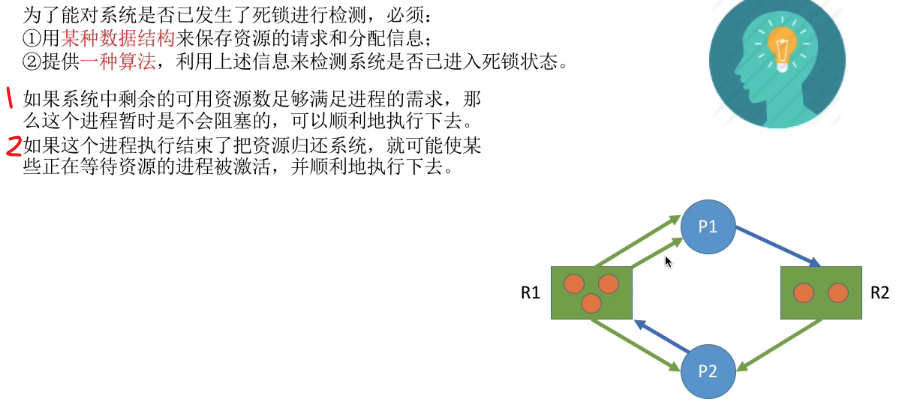 为了能对系统是否已发生了死锁进行检测，必须：
①用某种数据结构来保存资源的请求和分配信息；
②提供一种算法，利用上述信息来检测系统是否已进入死锁状态。
1 如果系统中剩余的可用资源数足够满足进程的需求，那
么这个进程暂时是不会阻塞的，可以顺利地执行下去。
2 如果这个进程执行结束了把资源归还系统，就可能使某
些正在等待资源的进程被激活，并顺利地执行下去。
P1
R1
R2
P2